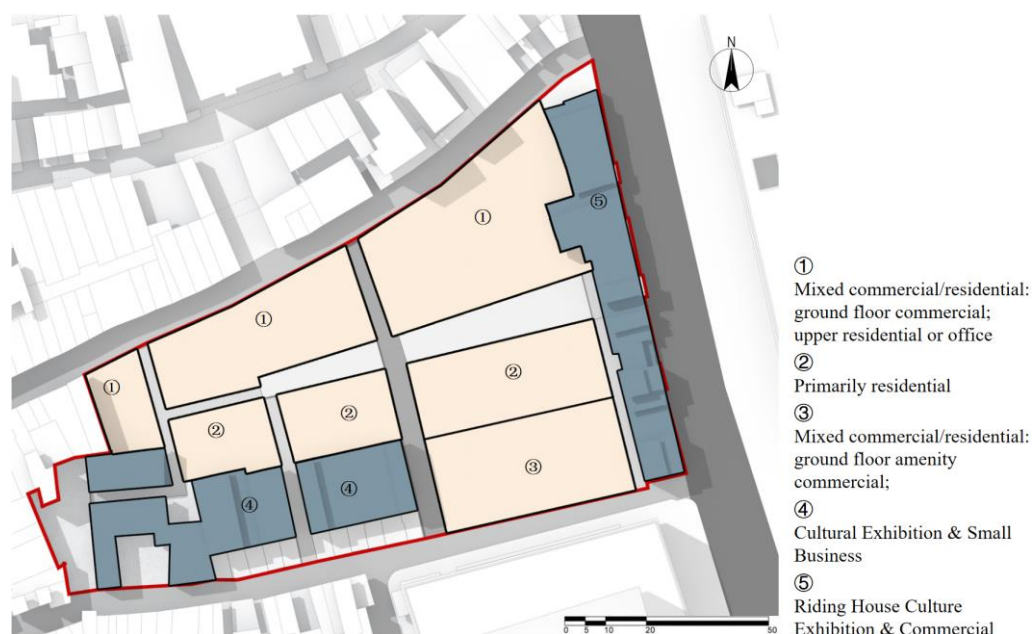 N
①
①
①
②
②
②
③
④
④
⑤
①
Mixed commercial/residential:
ground floor commercial;
upper residential or office
②
Primarily residential
③
Mixed commercial/residential:
ground floor amenity
commercial;
④
Cultural Exhibition & Small
Business
⑤
Riding House Culture
Exhibition & Commercial
0 5 10 20 50